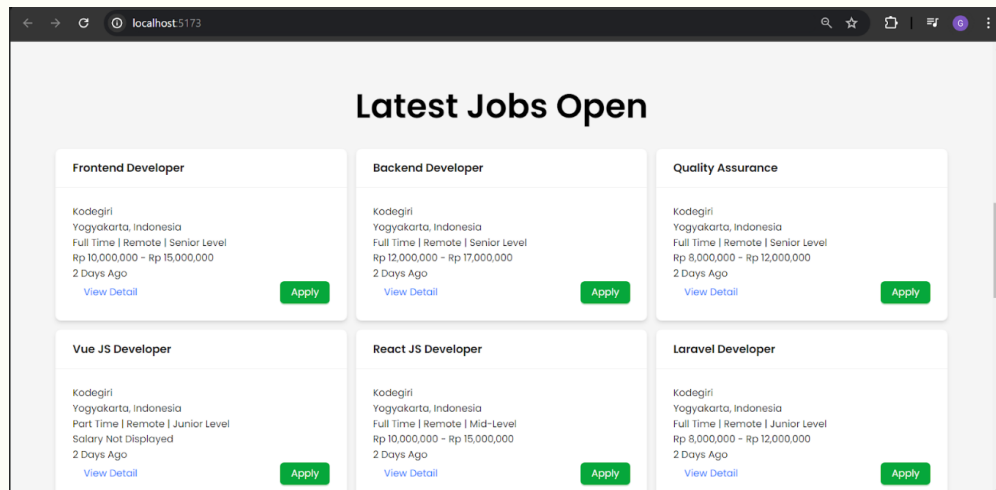 localhost:5173
G
Latest Jobs Open
Frontend Developer
Kodegiri
Yogyakarta, Indonesia
Full Time | Remote | Senior Level
Rp 10,000,000 - Rp 15,000,000
2 Days Ago
View Detail
Apply
Backend Developer
Kodegiri
Yogyakarta, Indonesia
Full Time | Remote | Senior Level
Rp 12,000,000 - Rp 17,000,000
2 Days Ago
View Detail
Apply
Quality Assurance
Kodegiri
Yogyakarta, Indonesia
Full Time | Remote | Senior Level
Rp 8,000,000 - Rp 12,000,000
2 Days Ago
View Detail
Apply
Vue JS Developer
Kodegiri
Yogyakarta, Indonesia
Part Time | Remote | Junior Level
Salary Not Displayed
2 Days Ago
View Detail
Apply
React JS Developer
Kodegiri
Yogyakarta, Indonesia
Full Time | Remote | Mid-Level
Rp 10,000,000 - Rp 15,000,000
2 Days Ago
View Detail
Apply
Laravel Developer
Kodegiri
Yogyakarta, Indonesia
Full Time | Remote | Junior Level
Rp 8,000,000 - Rp 12,000,000
2 Days Ago
View Detail
Apply